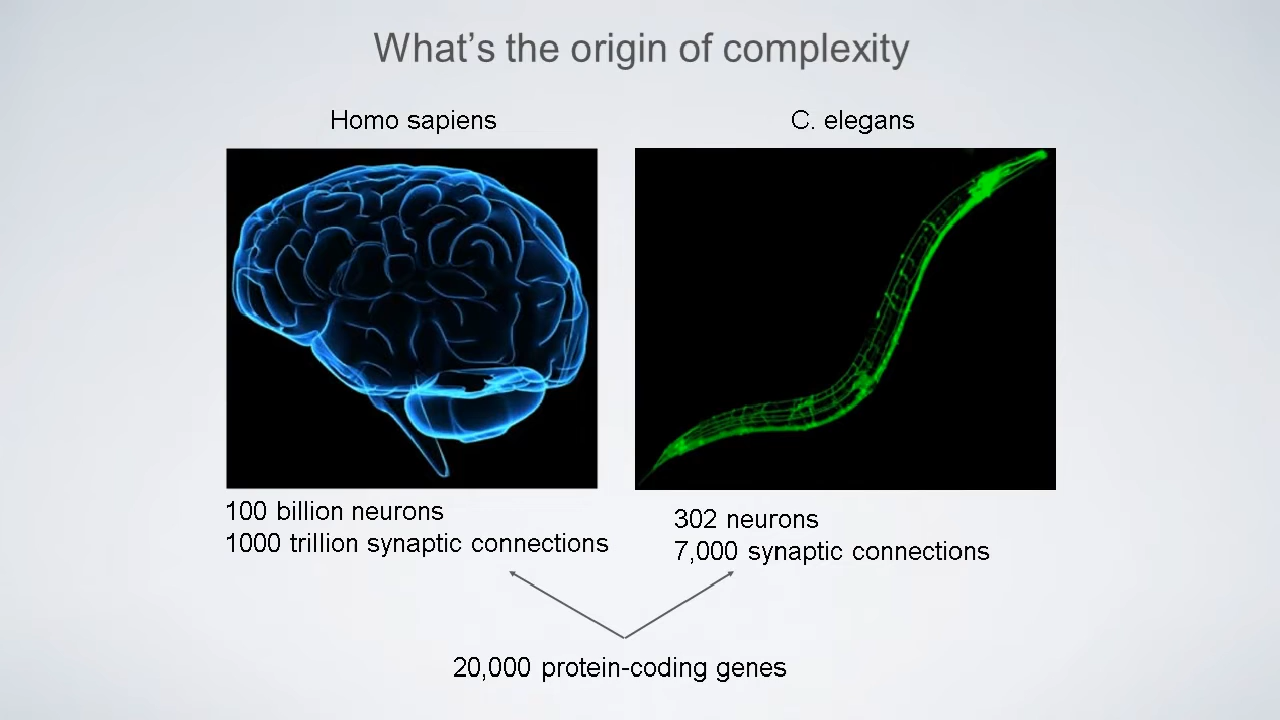 What’s the origin of complexity
Homo sapiens
C. elegans
100 billion neurons
1000 trillion synaptic connections
302 neurons
7,000 synaptic connections
20,000 protein-coding genes